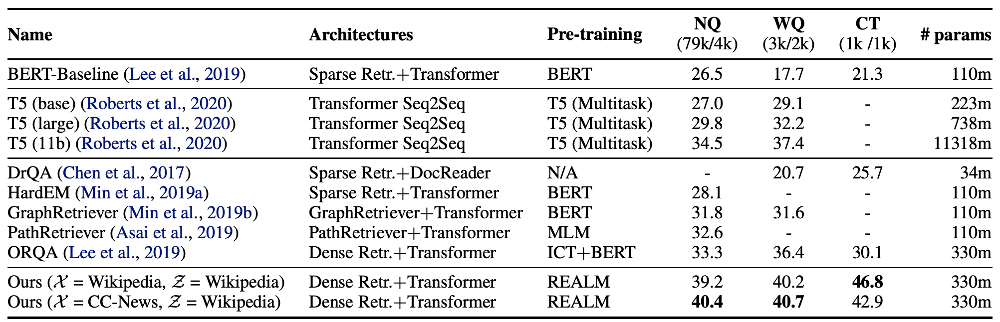 Name Architectures Pre-training NQ (79k/4k) WQ (3k/2k) CT (1k /1k) # params
BERT-Baseline (Lee et al., 2019) Sparse Retr.+Transformer BERT 26.5 17.7 21.3 110m
T5 (base) (Roberts et al., 2020) Transformer Seq2Seq T5 (Multitask) 27.0 29.1 - 223m
T5 (large) (Roberts et al., 2020) Transformer Seq2Seq T5 (Multitask) 29.8 32.2 - 738m
T5 (11b) (Roberts et al., 2020) Transformer Seq2Seq T5 (Multitask) 34.5 37.4 - 11318m
DrQA (Chen et al., 2017) Sparse Retr.+DocReader N/A - 20.7 25.7 34m
HardEM (Min et al., 2019a) Sparse Retr.+Transformer BERT 28.1 - - 110m
GraphRetriever (Min et al., 2019b) GraphRetriever+Transformer BERT 31.8 31.6 - 110m
PathRetriever (Asai et al., 2019) PathRetriever+Transformer MLM 32.6 - - 110m
ORQA (Lee et al., 2019) Dense Retr.+Transformer ICT+BERT 33.3 36.4 30.1 330m
Ours (𝒳 = Wikipedia, 𝒵 = Wikipedia) Dense Retr.+Transformer REALM 39.2 40.2 46.8 330m
Ours (𝒳 = CC-News, 𝒵 = Wikipedia) Dense Retr.+Transformer REALM 40.4 40.7 42.9 330m